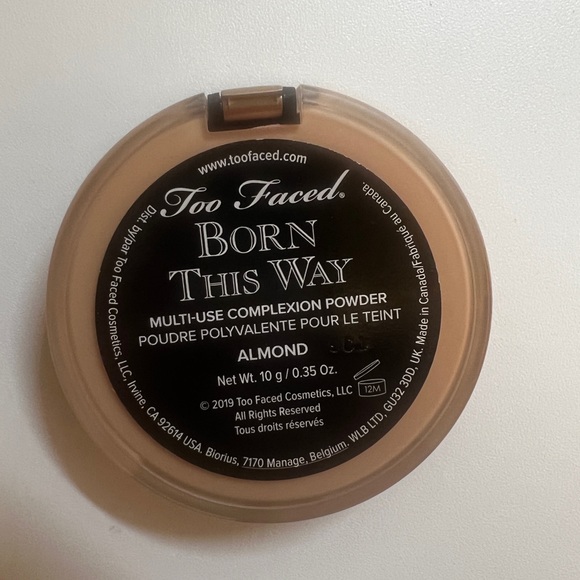 www.toofaced.com
Too Faced®
BORN
THIS WAY
MULTI-USE COMPLEXION POWDER
POUDRE POLYVALENTE POUR LE TEINT
ALMOND
Net Wt. 10 g / 0.35 Oz.
12M
© 2019 Too Faced Cosmetics, LLC
All Rights Reserved
Tous droits réservés
Dist. by/par Too Faced Cosmetics, LLC, Irvine, CA 92614 USA. Biorius, 7170 Manage, Belgium. WLB LTD, GU32 3DD, UK. Made in Canada/Fabriqué au Canada.